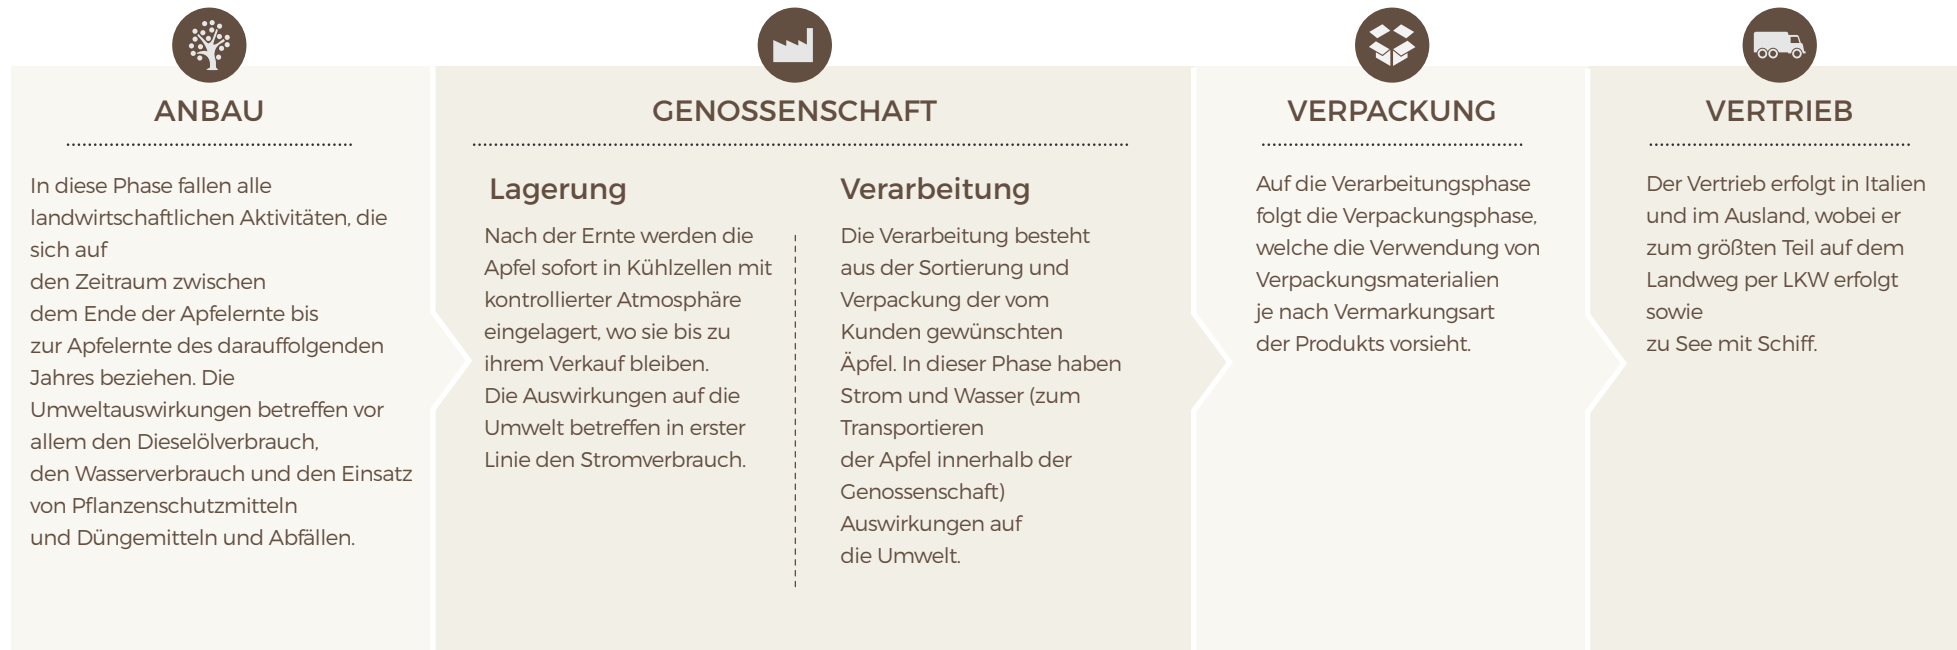 ANBAU
In diese Phase fallen alle
landwirtschaftlichen Aktivitäten, die
sich auf
den Zeitraum zwischen
dem Ende der Apfelernte bis
zur Apfelernte des darauffolgenden
Jahres beziehen. Die
Umweltauswirkungen betreffen vor
allem den Dieselölverbrauch,
den Wasserverbrauch und den Einsatz
von Pflanzenschutzmitteln
und Düngemitteln und Abfällen.
GENOSSENSCHAFT
Lagerung
Nach der Ernte werden die
Apfel sofort in Kühlzellen mit
kontrollierter Atmosphäre
eingelagert, wo sie bis zu
ihrem Verkauf bleiben.
Die Auswirkungen auf die
Umwelt betreffen in erster
Linie den Stromverbrauch.
Verarbeitung
Die Verarbeitung besteht
aus der Sortierung und
Verpackung der vom
Kunden gewünschten
Äpfel. In dieser Phase haben
Strom und Wasser (zum
Transportieren
der Apfel innerhalb der
Genossenschaft)
Auswirkungen auf
die Umwelt.
VERPACKUNG
Auf die Verarbeitungsphase
folgt die Verpackungsphase,
welche die Verwendung von
Verpackungsmaterialien
je nach Vermarkungsart
der Produkts vorsieht.
VERTRIEB
Der Vertrieb erfolgt in Italien
und im Ausland, wobei er
zum größten Teil auf dem
Landweg per LKW erfolgt
sowie
zu See mit Schiff.